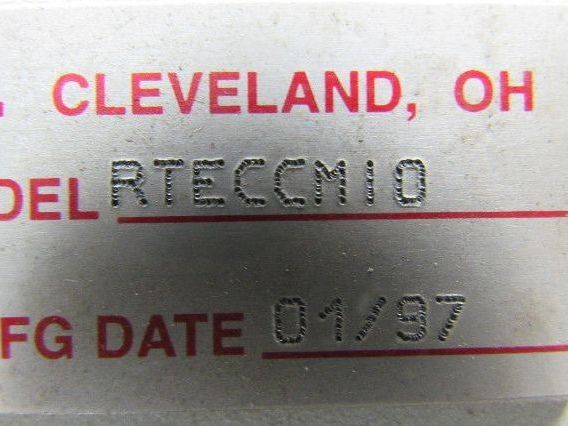 . CLEVELAND, OH
DEL RTECCM10
FG DATE 01/97